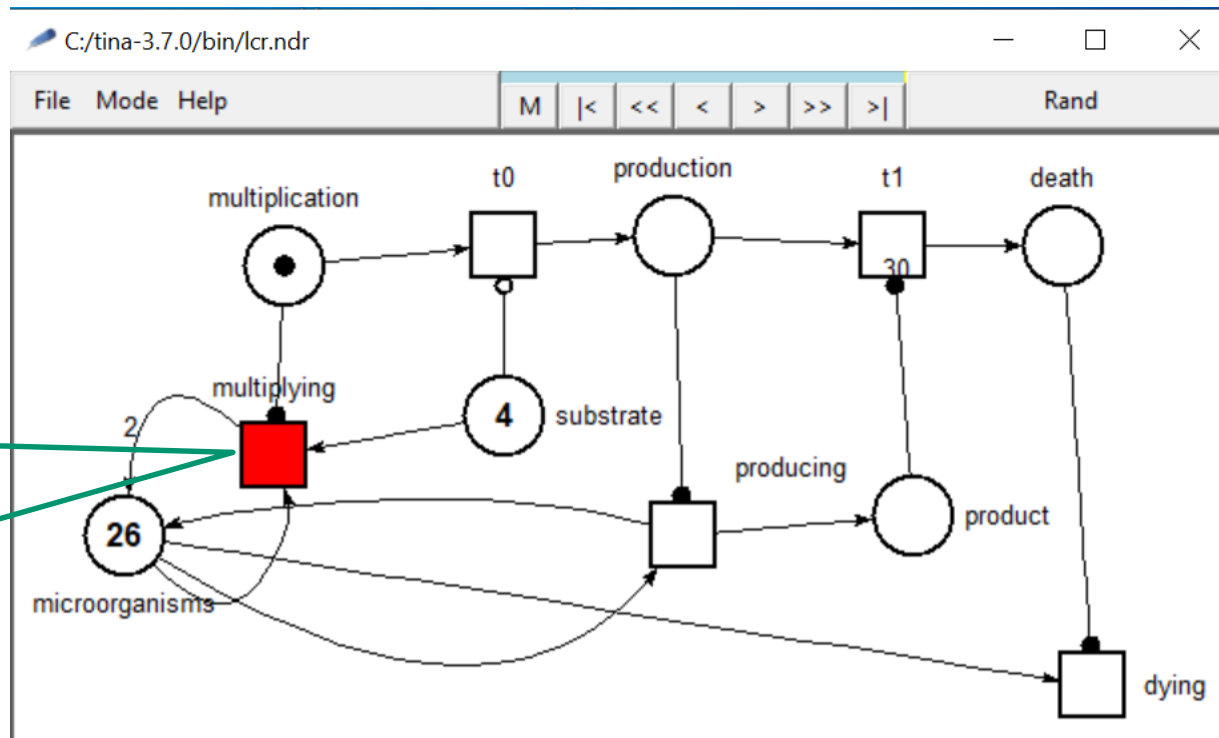 C:/tina-3.7.0/bin/lcr.ndr
File Mode Help
M |< << < > >> >| Rand
multiplication
t0
production
t1
death
30
multiplying
2
4
substrate
producing
26
product
microorganisms
dying